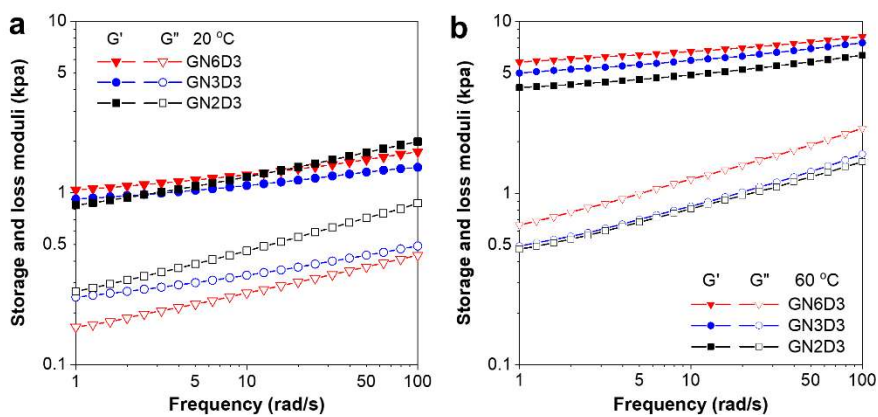 a
G' G" 20 °C
GN6D3
GN3D3
GN2D3
10
5
1
0.5
0.1
1 5 10 50 100
Storage and loss moduli (kpa)
Frequency (rad/s)
b
10
5
1
0.5
0.1
1 5 10 50 100
Storage and loss moduli (kpa)
G' G" 60 °C
GN6D3
GN3D3
GN2D3
Frequency (rad/s)